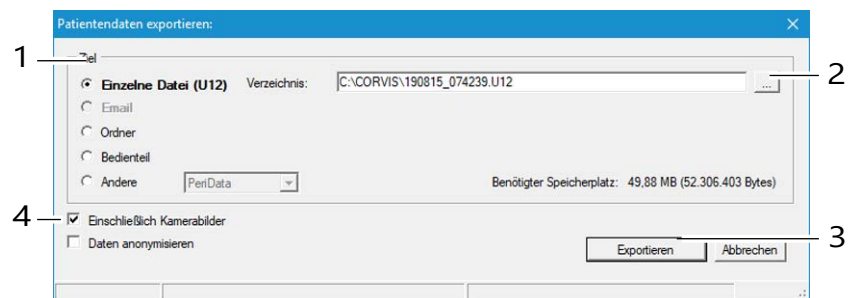 Patientendaten exportieren:
1
Ziel
Einzelne Datei (U12) Verzeichnis: C:\CORVIS\190815_074239.U12 ... 2
Email
Ordner
Bedienteil
Andere PeriData Benötigter Speicherplatz: 49,88 MB (52.306.403 Bytes)
4 Einschließlich Kamerabilder
Daten anonymisieren Exportieren Abbrechen 3